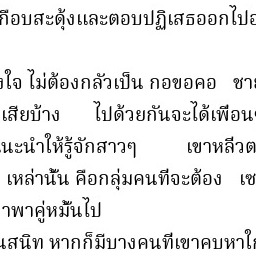 กือบสะดุ้งและตอบปฏิเสธออกไปอ
งใจ ไม่ต้องกลัวเป็น กอขอคอ ชา
เสียบ้าง ไปด้วยกันจะได้เพื่อน
นะนำให้รู้จักสาวๆ เขาหลิ่วต
เหล่านั้น คือกลุ่มคนที่จะต้อง เซ
าพาคู่หมั้นไป
นสนิท หากก็มีบางคนที่เขาคบหาใก